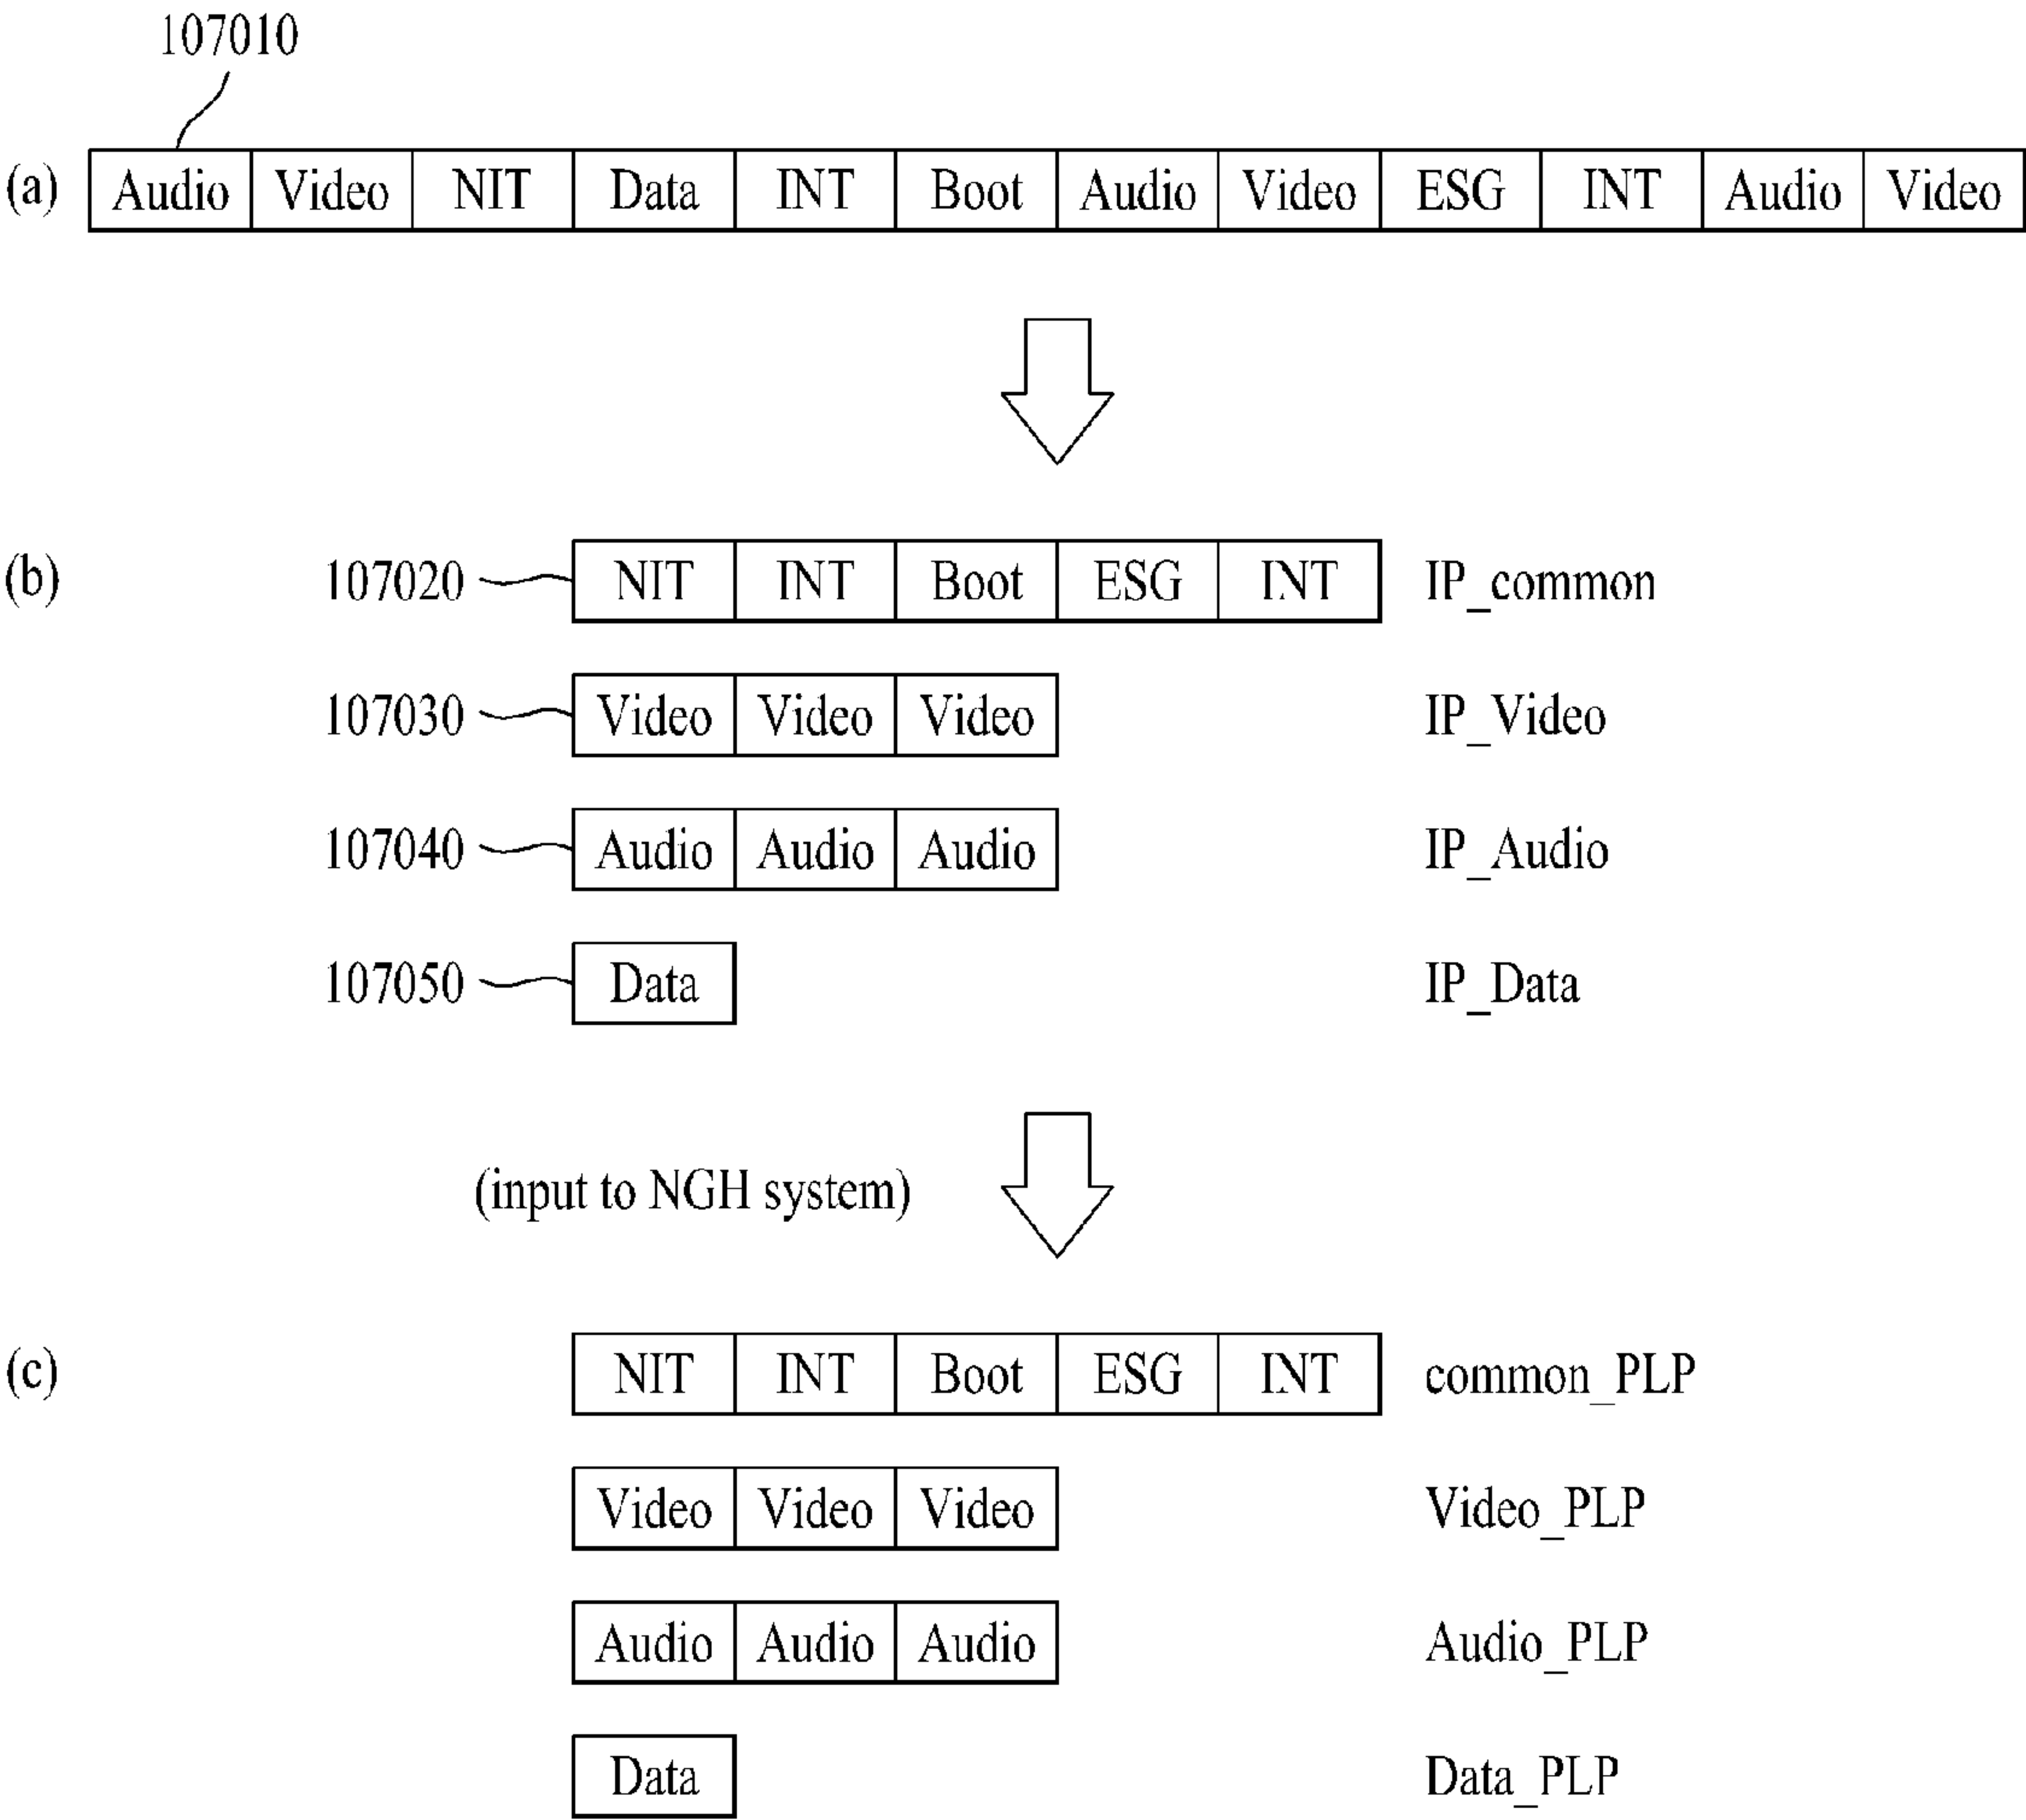 107010
(a) Audio Video NIT Data INT Boot Audio Video ESG INT Audio Video
(b) 107020 NIT INT Boot ESG INT IP_common
107030 Video Video Video IP_Video
107040 Audio Audio Audio IP_Audio
107050 Data IP_Data
(input to NGH system)
(c) NIT INT Boot ESG INT common_PLP
Video Video Video Video_PLP
Audio Audio Audio Audio_PLP
Data Data_PLP